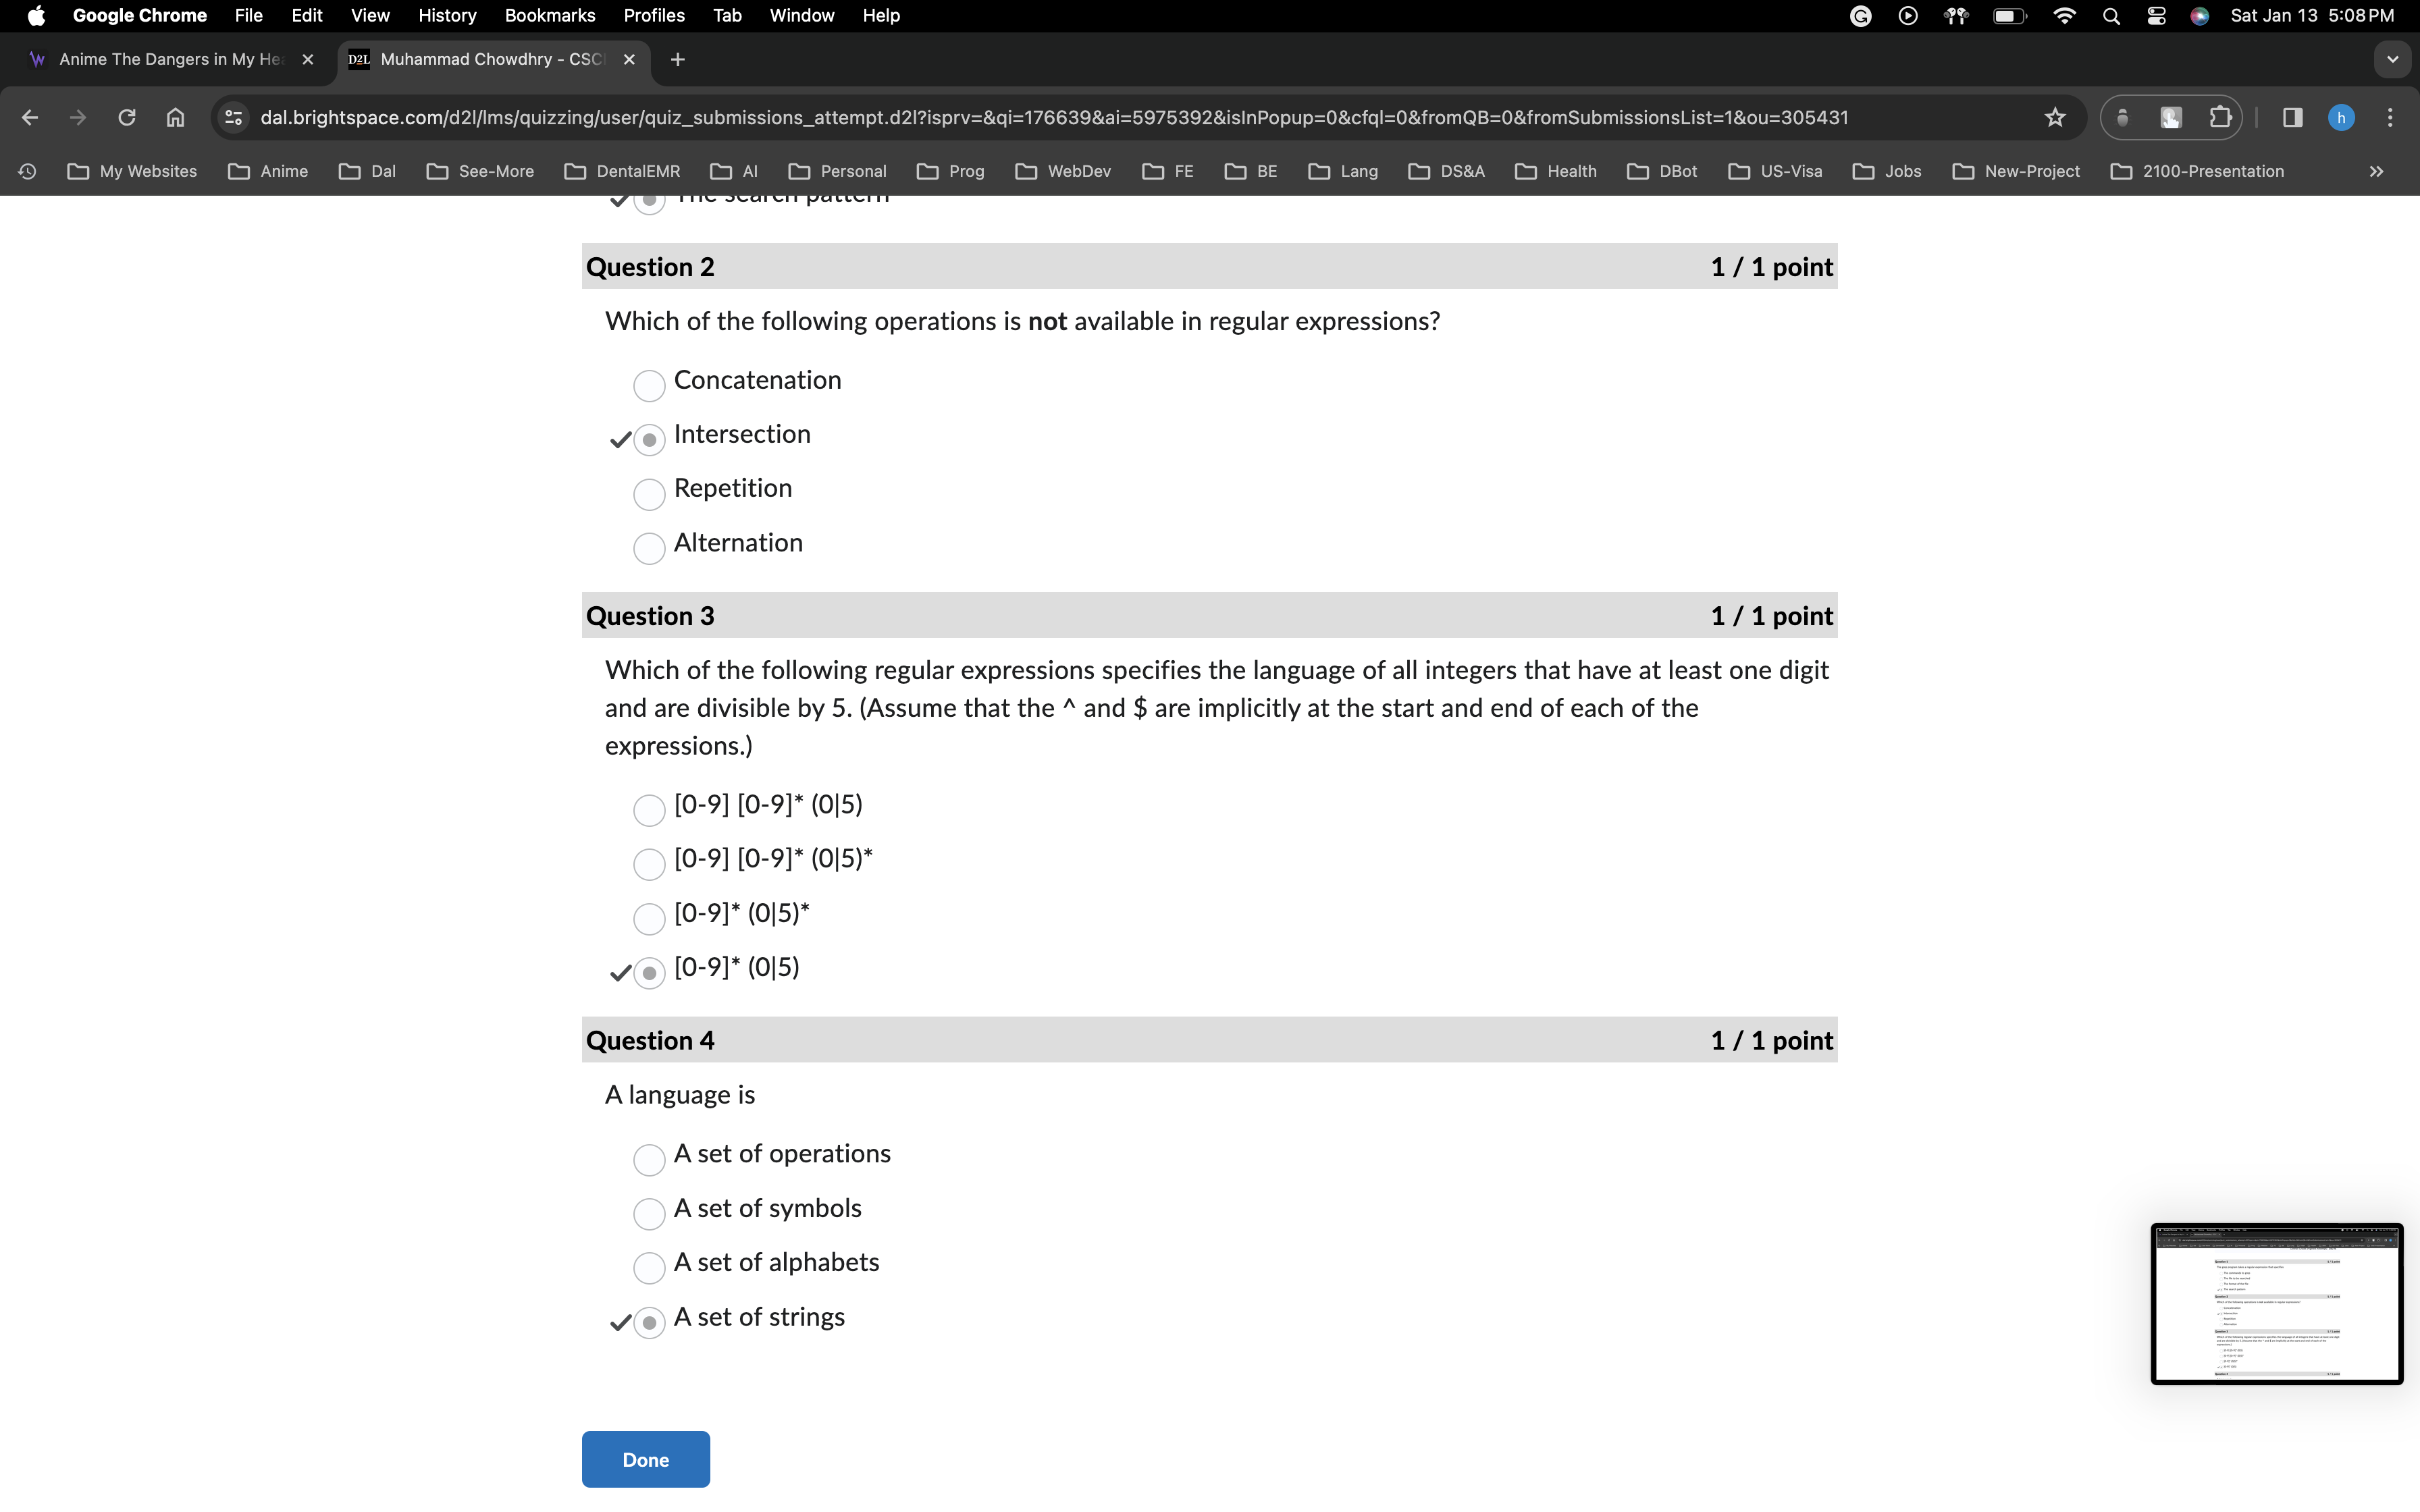 Google Chrome File Edit View History Bookmarks Profiles Tab Window Help Sat Jan 13 5:08 PM
Anime The Dangers in My He D2L Muhammad Chowdhry - CSC
dal.brightspace.com/d2l/lms/quizzing/user/quiz_submissions_attempt.d2l?isprv=&qi=176639&ai=5975392&isInPopup=0&cfql=0&fromQB=0&fromSubmissionsList=1&ou=305431 h
My Websites Anime Dal See-More DentalEMR AI Personal Prog WebDev FE BE Lang DS&A Health DBot US-Visa Jobs New-Project 2100-Presentation »
The search pattern
Question 2 1 / 1 point
Which of the following operations is not available in regular expressions?
Concatenation
Intersection
Repetition
Alternation
Question 3 1 / 1 point
Which of the following regular expressions specifies the language of all integers that have at least one digit
and are divisible by 5. (Assume that the ^ and $ are implicitly at the start and end of each of the
expressions.)
[0-9] [0-9]* (0|5)
[0-9] [0-9]* (0|5)*
[0-9]* (0|5)*
[0-9]* (0|5)
Question 4 1 / 1 point
A language is
A set of operations
A set of symbols
A set of alphabets
A set of strings
Done